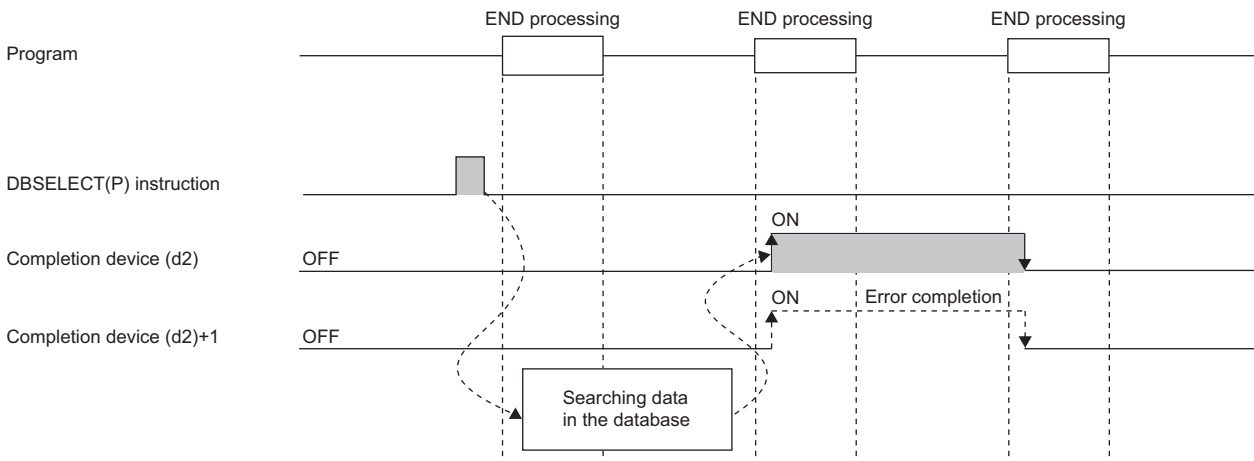 END processing
END processing
END processing
Program
DBSELECT(P) instruction
ON
Completion device (d2)
OFF
ON
Error completion
Completion device (d2)+1
OFF
Searching data
in the database